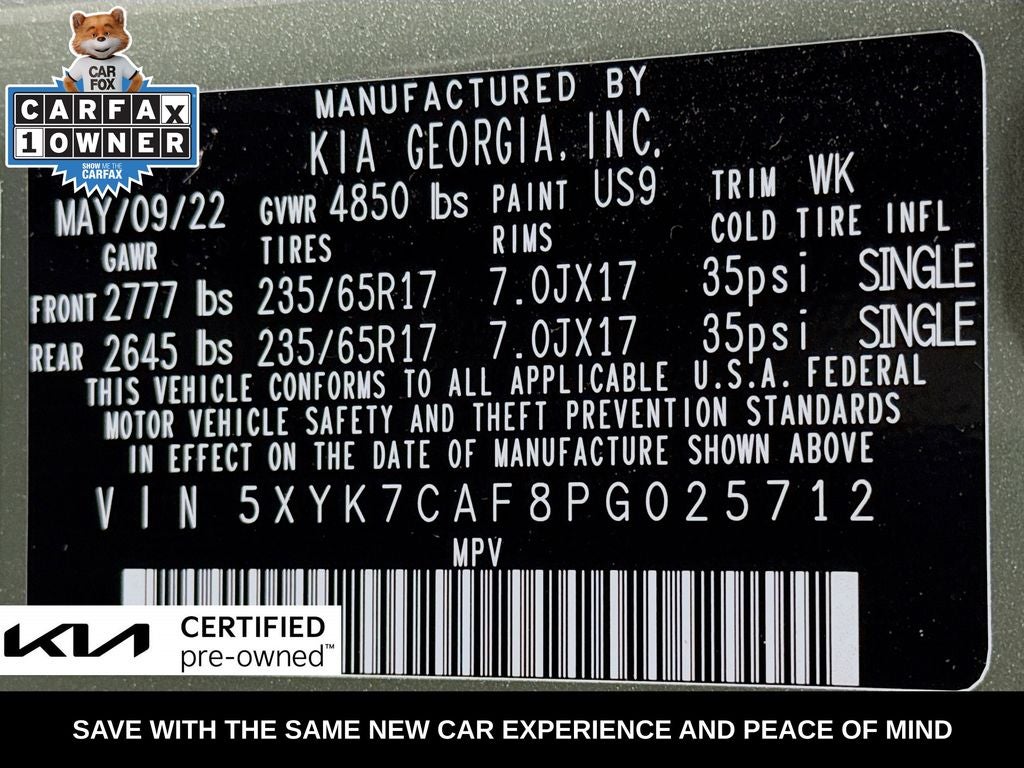 CAR
FOX
CARFAX
1 OWNER
SHOW ME THE
CARFAX
MANUFACTURED BY
KIA GEORGIA, INC.
MAY/09/22 GVWR 4850 lbs PAINT US9 TRIM WK
GAWR TIRES RIMS COLD TIRE INFL
FRONT 2777 lbs 235/65R17 7.0JX17 35psi SINGLE
REAR 2645 lbs 235/65R17 7.0JX17 35psi SINGLE
THIS VEHICLE CONFORMS TO ALL APPLICABLE U.S.A. FEDERAL
MOTOR VEHICLE SAFETY AND THEFT PREVENTION STANDARDS
IN EFFECT ON THE DATE OF MANUFACTURE SHOWN ABOVE
VIN 5XYK7CAF8PG025712
MPV
KIA CERTIFIED
pre-owned™
SAVE WITH THE SAME NEW CAR EXPERIENCE AND PEACE OF MIND